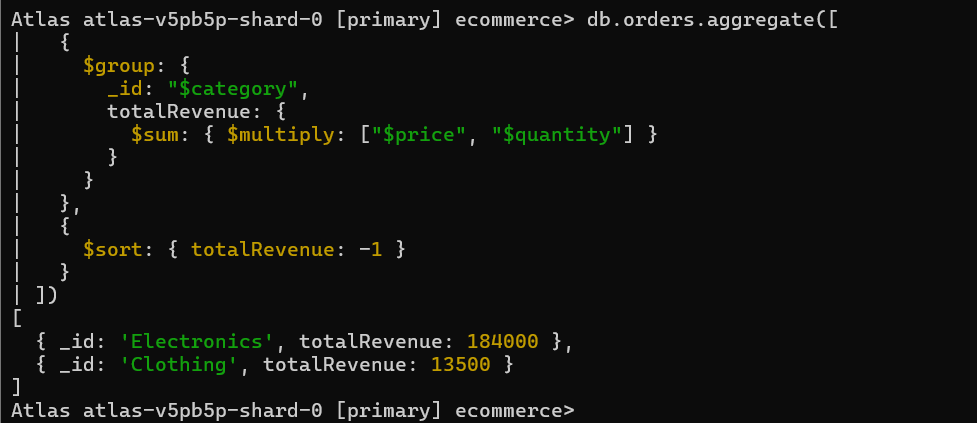 Atlas atlas-v5pb5p-shard-0 [primary] ecommerce> db.orders.aggregate([
|   {
|     $group: {
|       _id: "$category",
|       totalRevenue: {
|         $sum: { $multiply: ["$price", "$quantity"] }
|       }
|     }
|   },
|   {
|     $sort: { totalRevenue: -1 }
|   }
| ])
[
  { _id: 'Electronics', totalRevenue: 184000 },
  { _id: 'Clothing', totalRevenue: 13500 }
]
Atlas atlas-v5pb5p-shard-0 [primary] ecommerce>